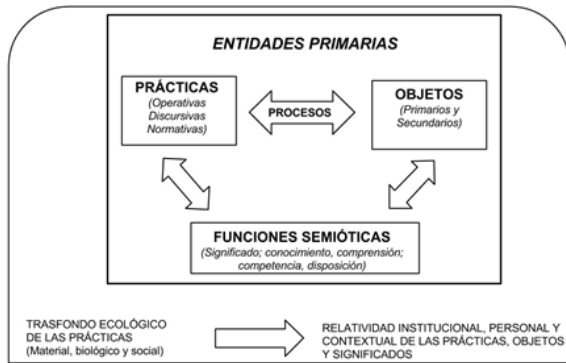 ENTIDADES PRIMARIAS
PRÁCTICAS
(Operativas
Discursivas
Normativas)
PROCESOS
OBJETOS
(Primarios y
Secundarios)
FUNCIONES SEMIÓTICAS
(Significado; conocimiento, comprensión;
competencia, disposición)
TRASFONDO ECOLÓGICO
DE LAS PRÁCTICAS
(Material, biológico y social)
RELATIVIDAD INSTITUCIONAL, PERSONAL Y
CONTEXTUAL DE LAS PRÁCTICAS, OBJETOS
Y SIGNIFICADOS